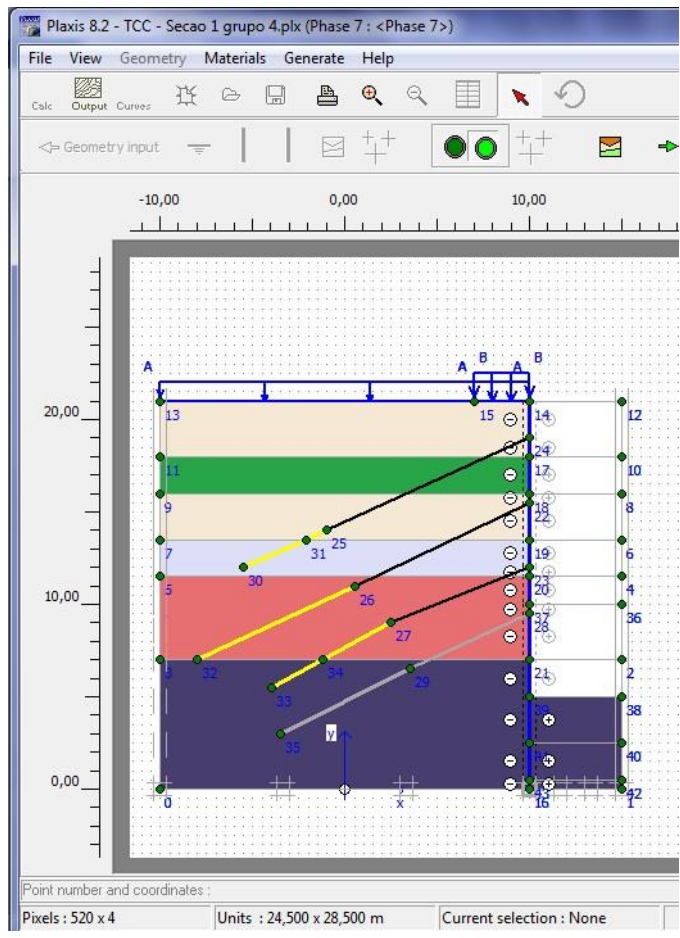 Plaxis 8.2 - TCC - Secao 1 grupo 4.plx (Phase 7 : <Phase 7>)
File View Geometry Materials Generate Help
Calc Output Curves
Geometry input
-10,00 0,00 10,00
A A B A B
20,00
13 15 14 12
24
11 17 10
9 18 8
25 22
7 31 19 6
30 23
5 26 20 4
10,00
37 36
27 28
3 32 34 21 2
29
33 39 38
35 y
40
0,00
43 42
0 x 16 1
Point number and coordinates :
Pixels : 520 x 4 Units : 24,500 x 28,500 m Current selection : None